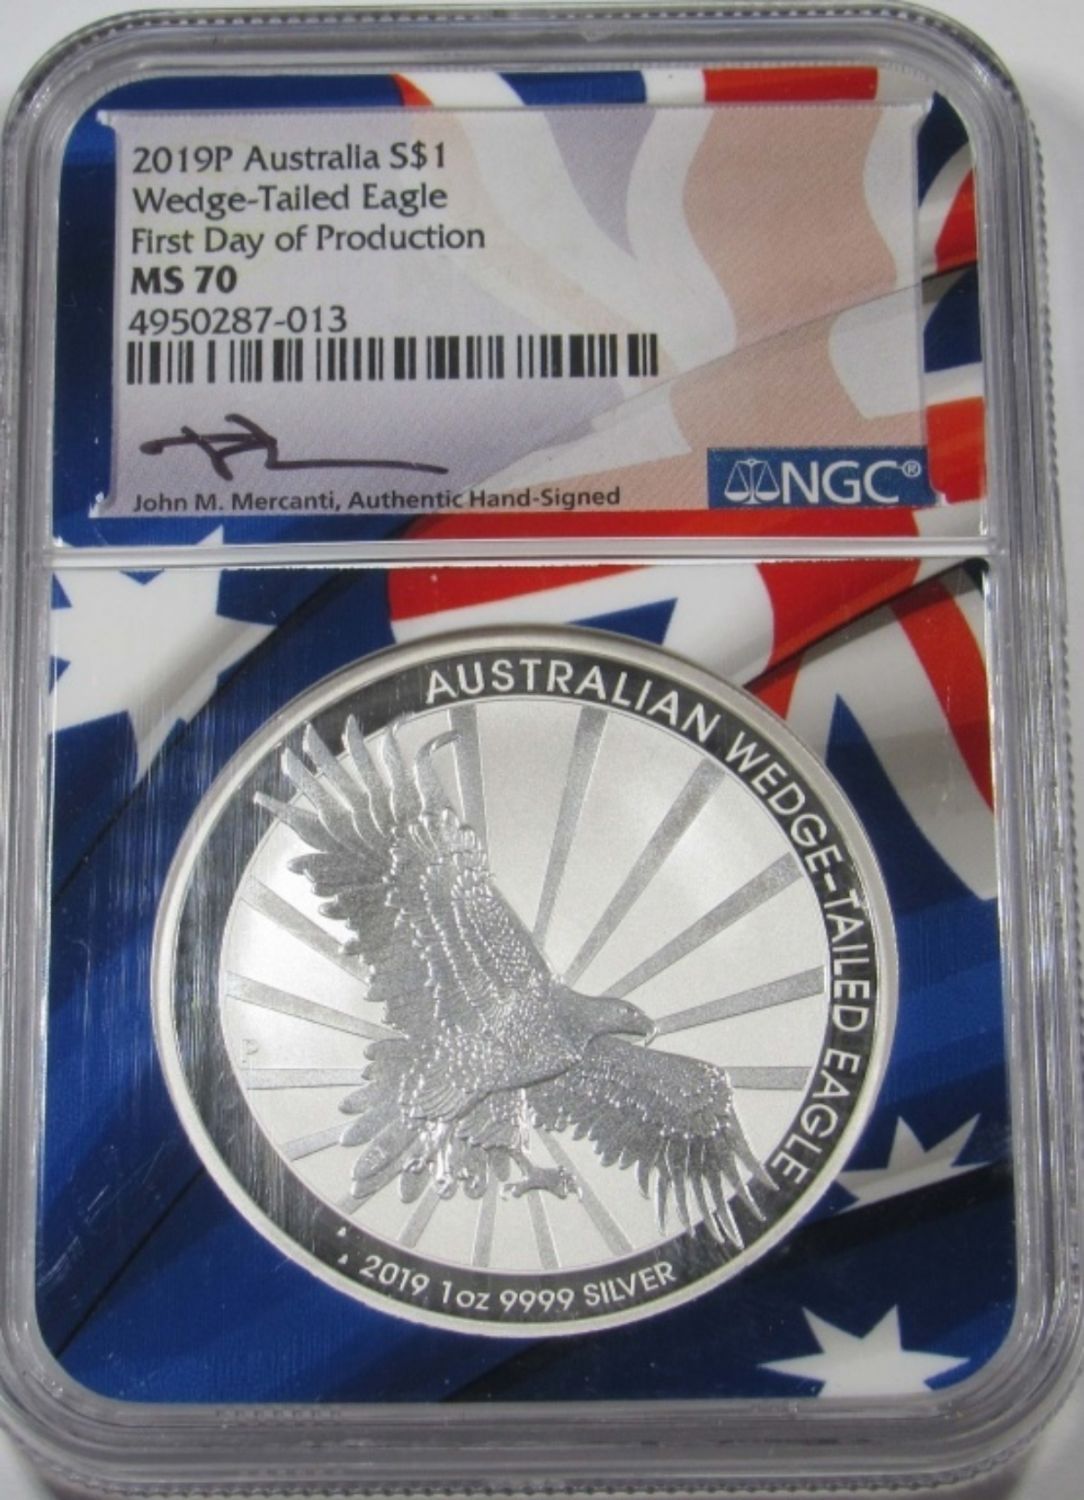 2019P Australia S$1
Wedge-Tailed Eagle
First Day of Production
MS 70
4950287-013
John M. Mercanti, Authentic Hand-Signed
NGC®
AUSTRALIAN WEDGE-TAILED EAGLE
P
2019 1oz 9999 SILVER